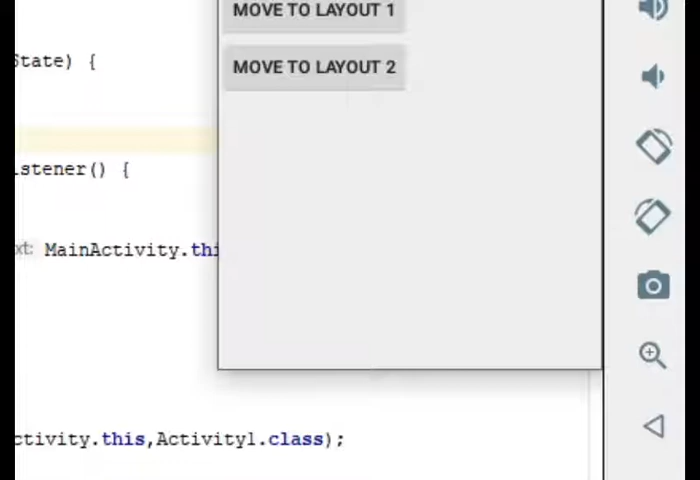 MOVE TO LAYOUT 1
State) {
MOVE TO LAYOUT 2
istener() {
xt: MainActivity.thi
ctivity.this,Activity1.class);